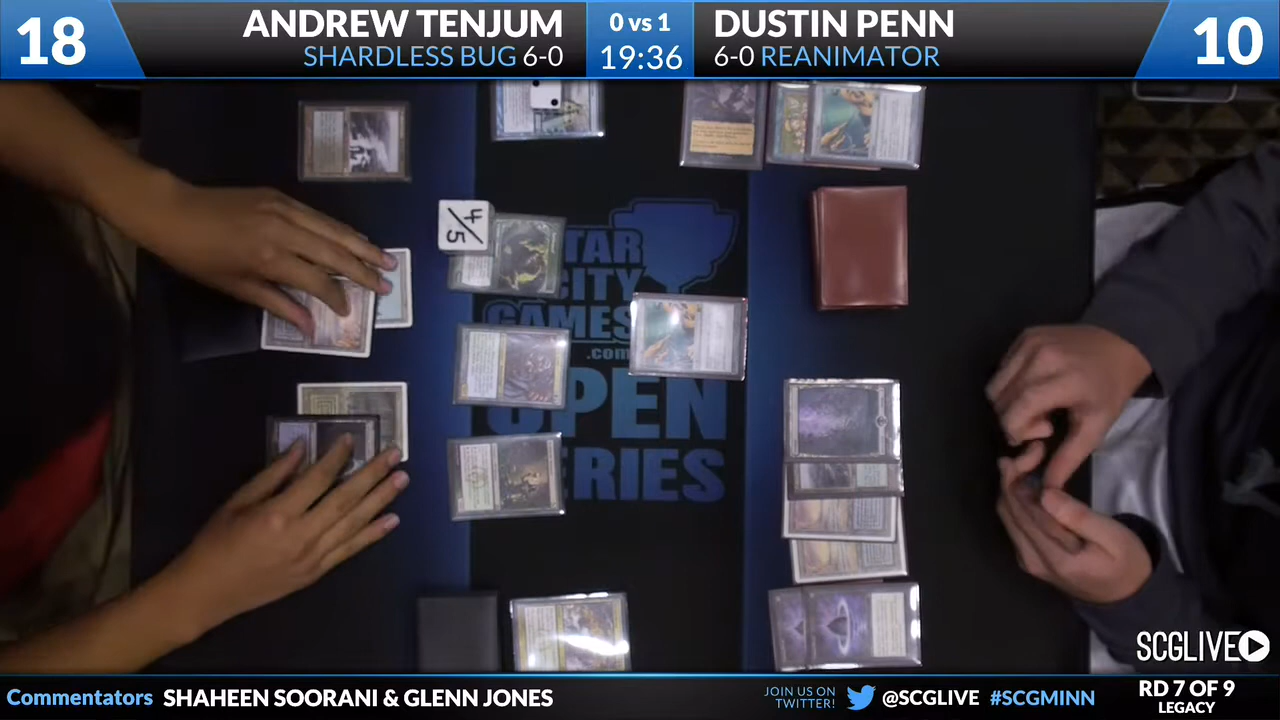 18
ANDREW TENJUM
SHARDLESS BUG 6-0
0 vs 1
19:36
DUSTIN PENN
6-0 REANIMATOR
10
4/5
STAR
CITY
GAMES
.com
OPEN
SERIES
SCGLIVE
Commentators SHAHEEN SOORANI & GLENN JONES
JOIN US ON
TWITTER!
@SCGLIVE #SCGMINN
RD 7 OF 9
LEGACY